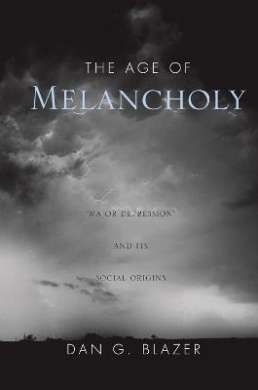 THE AGE OF
MELANCHOLY
"MAJOR DEPRESSION"
AND ITS
SOCIAL ORIGINS
DAN G. BLAZER